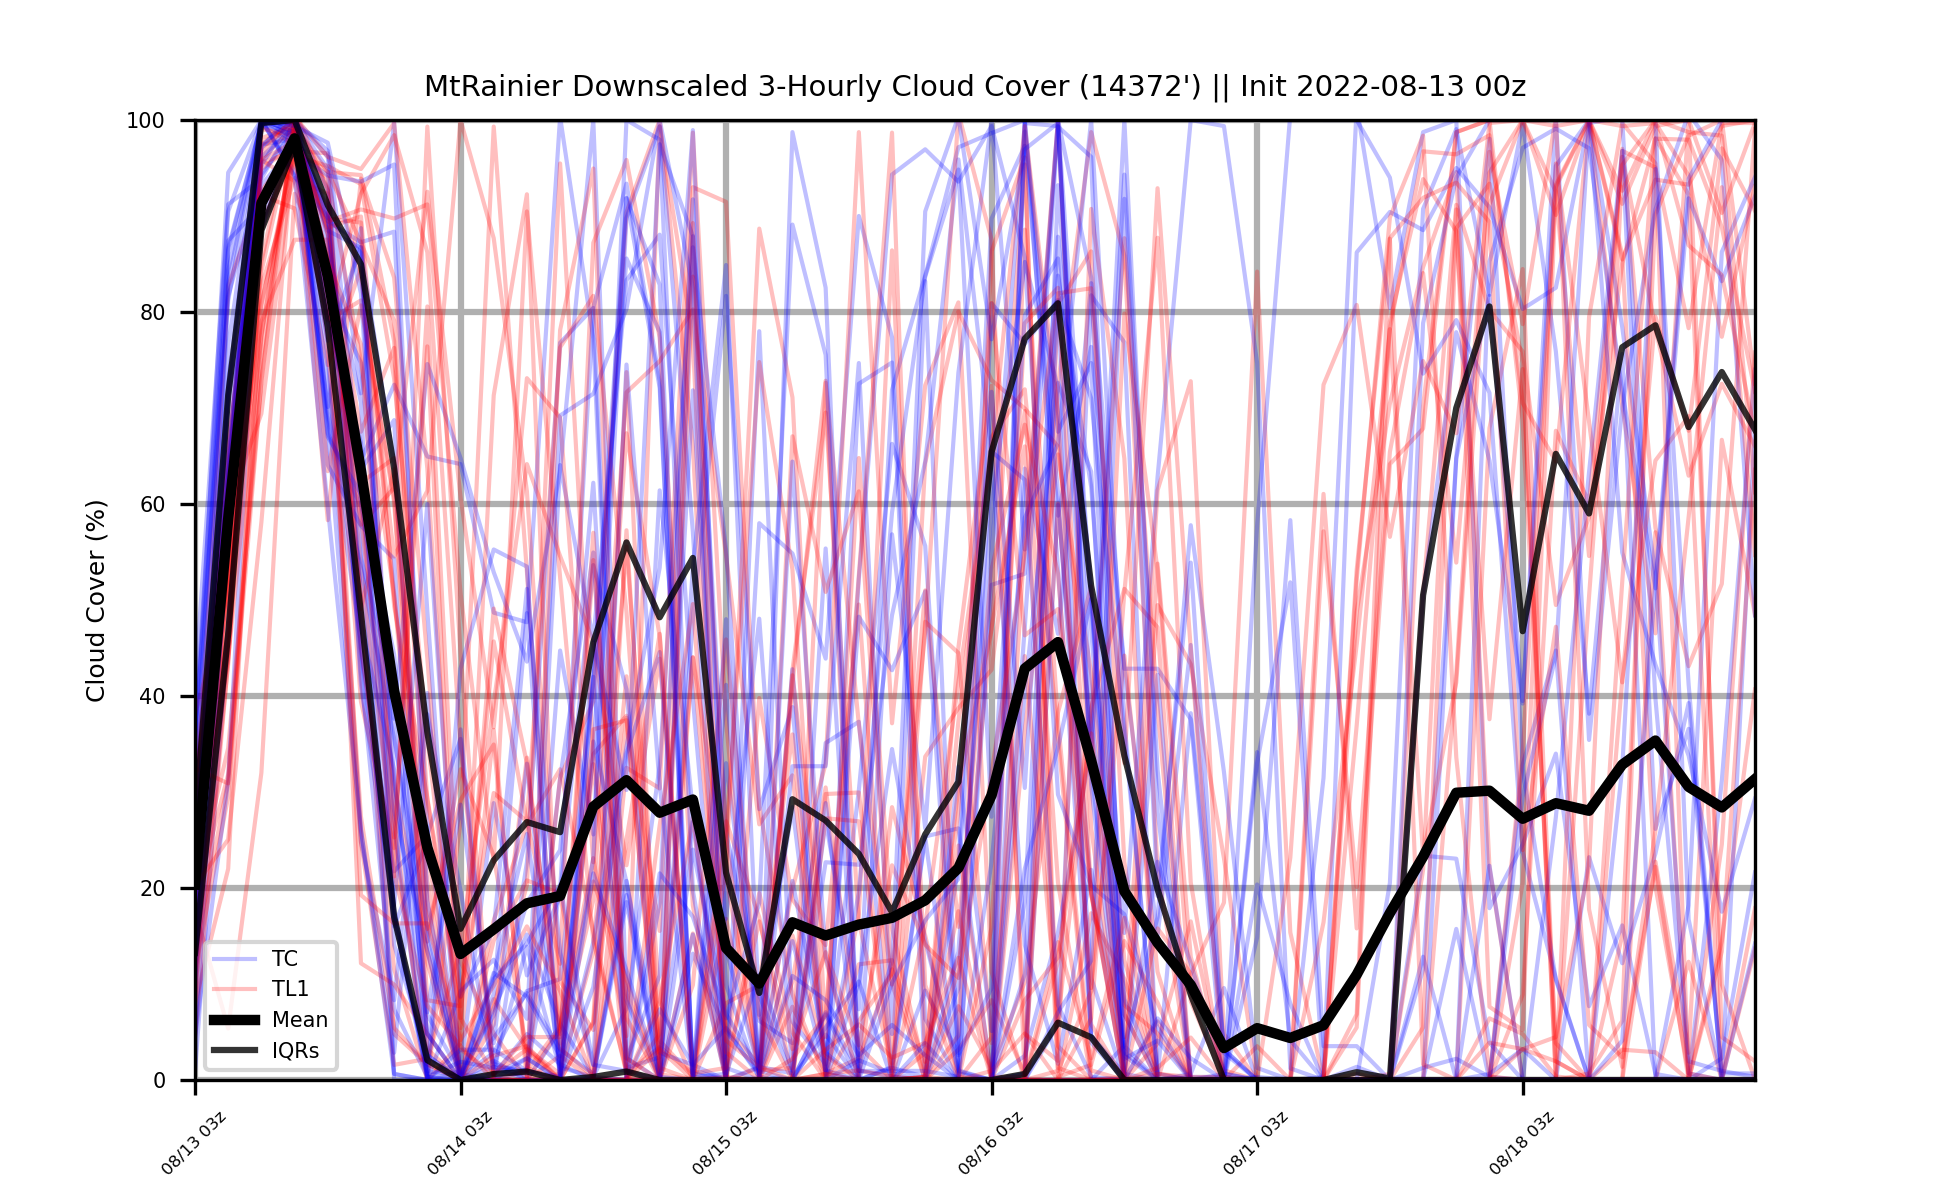 MtRainier Downscaled 3-Hourly Cloud Cover (14372') || Init 2022-08-13 00z
Cloud Cover (%)
100
80
60
40
20
0
TC
TL1
Mean
IQRs
08/13 03z
08/14 03z
08/15 03z
08/16 03z
08/17 03z
08/18 03z